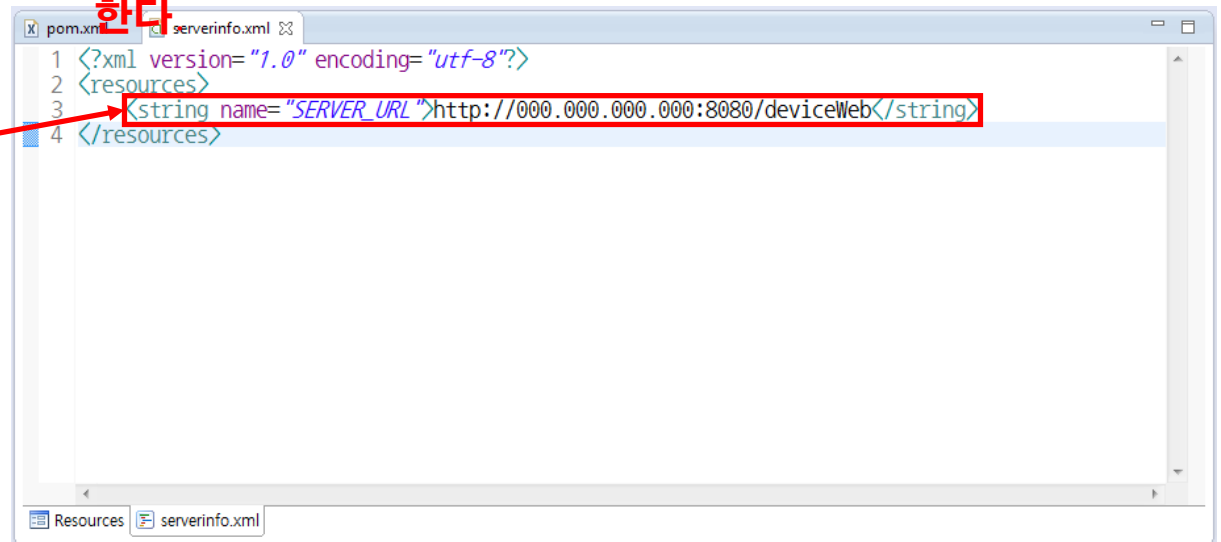 한다.
pom.xml serverinfo.xml
1 <?xml version="1.0" encoding="utf-8"?>
2 <resources>
3 <string name="SERVER_URL">http://000.000.000.000:8080/deviceWeb</string>
4 </resources>
Resources serverinfo.xml